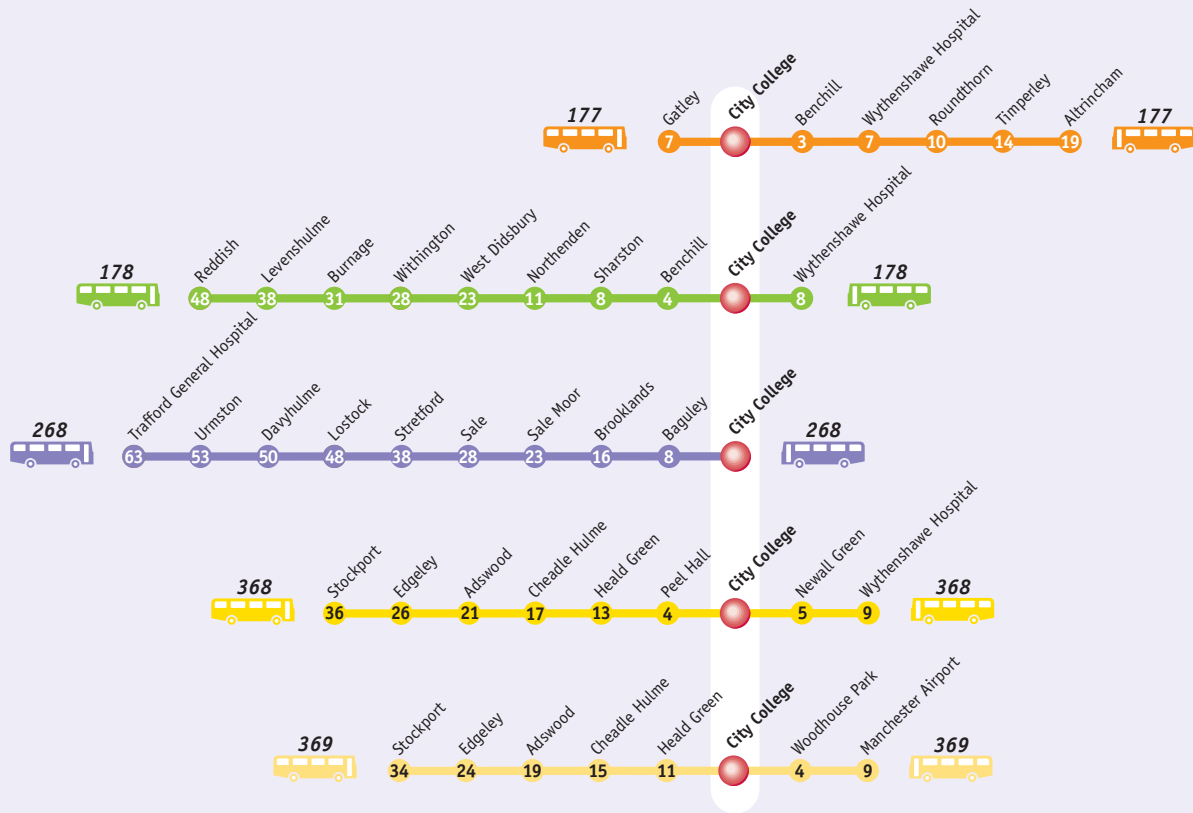 177
Gatley
City College
Benchill
Wythenshawe Hospital
Roundthorn
Timperley
Altrincham
177
7
3
7
10
14
19
178
Reddish
Levenshulme
Burnage
Withington
West Didsbury
Northenden
Sharston
Benchill
City College
Wythenshawe Hospital
178
48
38
31
28
23
11
8
4
8
268
Trafford General Hospital
Urmston
Davyhulme
Lostock
Stretford
Sale
Sale Moor
Brooklands
Baguley
City College
268
63
53
50
48
38
28
23
16
8
368
Stockport
Edgeley
Adswood
Cheadle Hulme
Heald Green
Peel Hall
City College
Newall Green
Wythenshawe Hospital
368
36
26
21
17
13
4
5
9
369
Stockport
Edgeley
Adswood
Cheadle Hulme
Heald Green
City College
Woodhouse Park
Manchester Airport
369
34
24
19
15
11
4
9